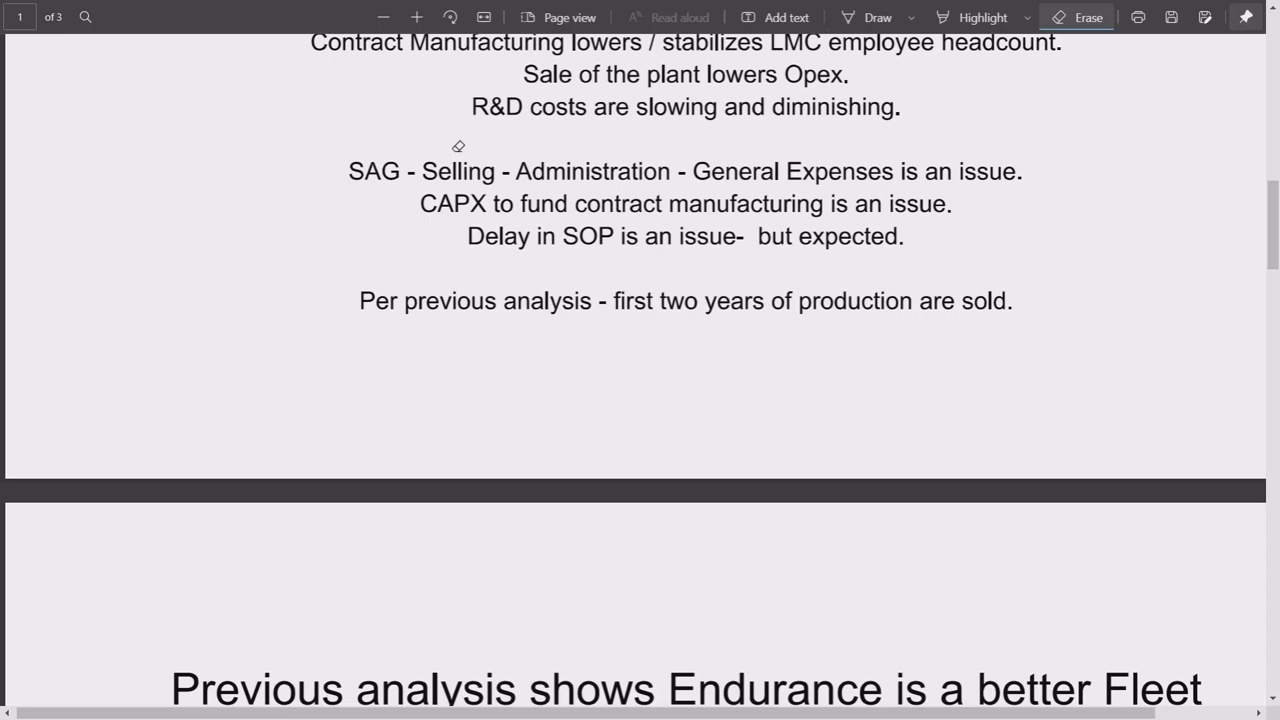 1 of 3 Page view Read aloud Add text Draw Highlight Erase
Contract Manufacturing lowers / stabilizes LMC employee headcount.
Sale of the plant lowers Opex.
R&D costs are slowing and diminishing.
SAG - Selling - Administration - General Expenses is an issue.
CAPX to fund contract manufacturing is an issue.
Delay in SOP is an issue-  but expected.
Per previous analysis - first two years of production are sold.
Previous analysis shows Endurance is a better Fleet